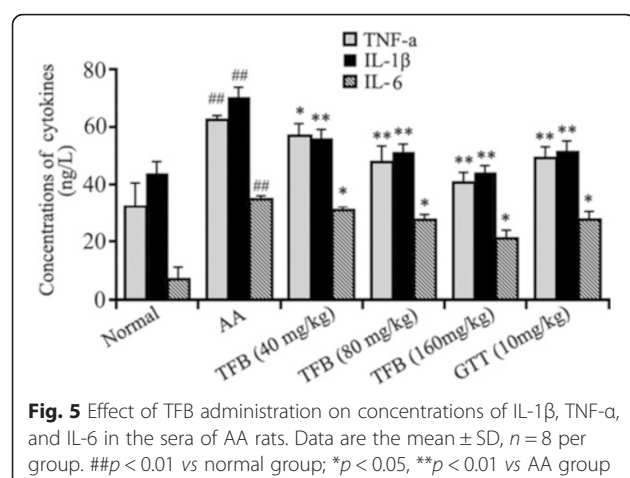 TNF-a
IL-1β
IL-6
Concentrations of cytokines
(ng/L)
80
60
40
20
0
##
##
##
*
**
*
**
**
*
**
**
*
**
**
*
Normal
AA
TFB (40 mg/kg)
TFB (80 mg/kg)
TFB (160mg/kg)
GTT (10mg/kg)
Fig. 5 Effect of TFB administration on concentrations of IL-1β, TNF-α,
and IL-6 in the sera of AA rats. Data are the mean ± SD, n = 8 per
group. ##p < 0.01 vs normal group; *p < 0.05, **p < 0.01 vs AA group